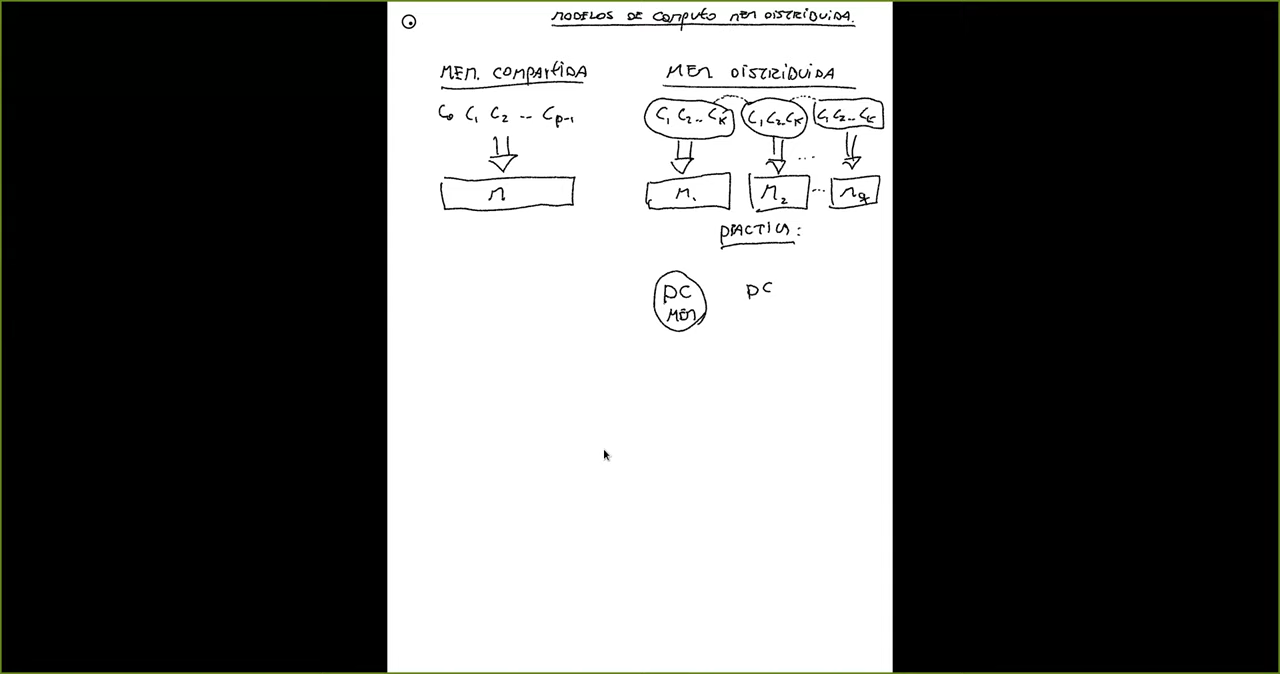 MODELOS DE COMPUTO MEM DISTRIBUIDA.
MEM. COMPARTIDA
C0 C1 C2 ... Cp-1
M
MEM DISTRIBUIDA
C1 C2 .. CK C1 C2 .. CK C1 C2 .. CK
...
M1 M2 ... Mq
PRACTICA:
PC PC
MEM